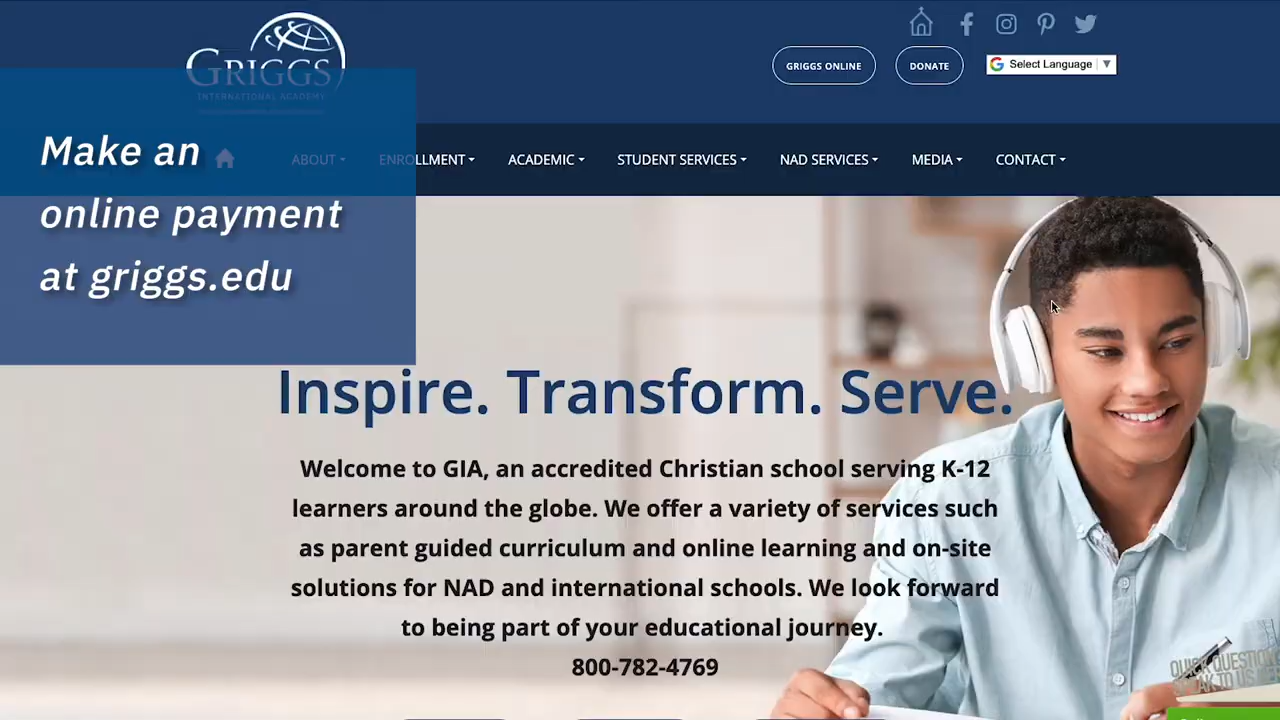 GRIGGS
INTERNATIONAL ACADEMY
GRIGGS ONLINE
DONATE
G Select Language ▼
Make an
online payment
at griggs.edu
ABOUT
ENROLLMENT
ACADEMIC
STUDENT SERVICES
NAD SERVICES
MEDIA
CONTACT
Inspire. Transform. Serve.
Welcome to GIA, an accredited Christian school serving K-12
learners around the globe. We offer a variety of services such
as parent guided curriculum and online learning and on-site
solutions for NAD and international schools. We look forward
to being part of your educational journey.
800-782-4769
QUICK QUESTION